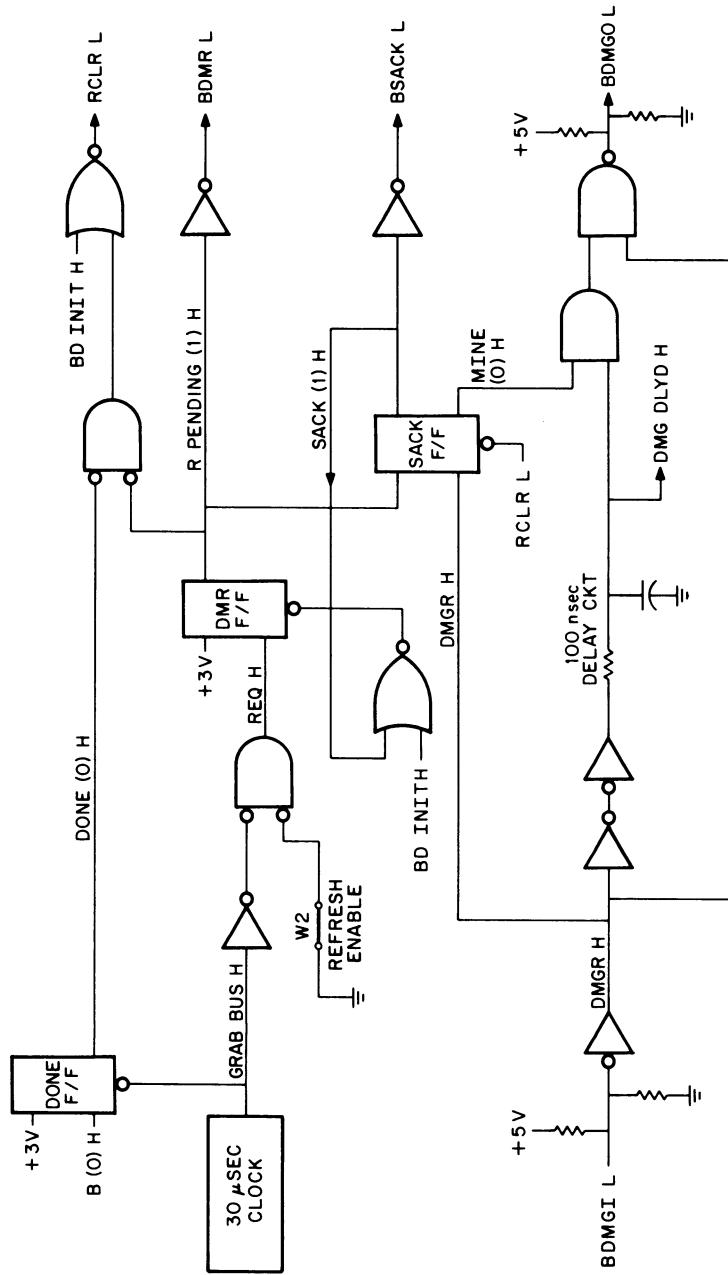 +3V
B (0) H
DONE
F/F
DONE (0) H
BD INIT H
RCLR L
30 μSEC
CLOCK
GRAB BUS H
W2
REFRESH
ENABLE
REQ H
+3V
DMR
F/F
R PENDING (1) H
BDMR L
BD INITH
SACK (1) H
DMGR H
SACK
F/F
RCLR L
MINE
(0) H
BSACK L
BDMGI L
+5V
DMGR H
100 nsec
DELAY CKT
DMG DLYD H
+5V
BDMGO L